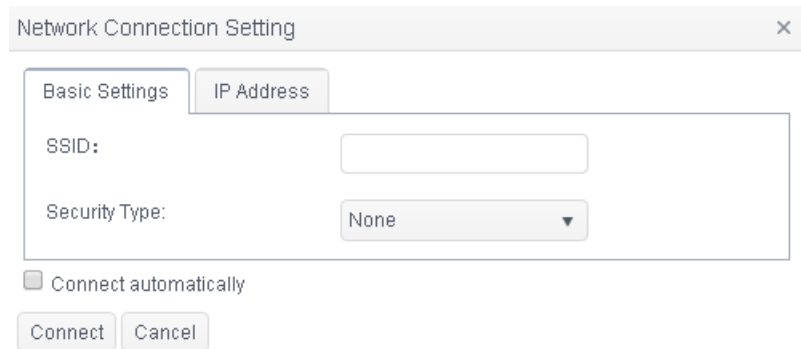 Network Connection Setting ×
Basic Settings IP Address
SSID：
Security Type: None ▼
Connect automatically
Connect Cancel